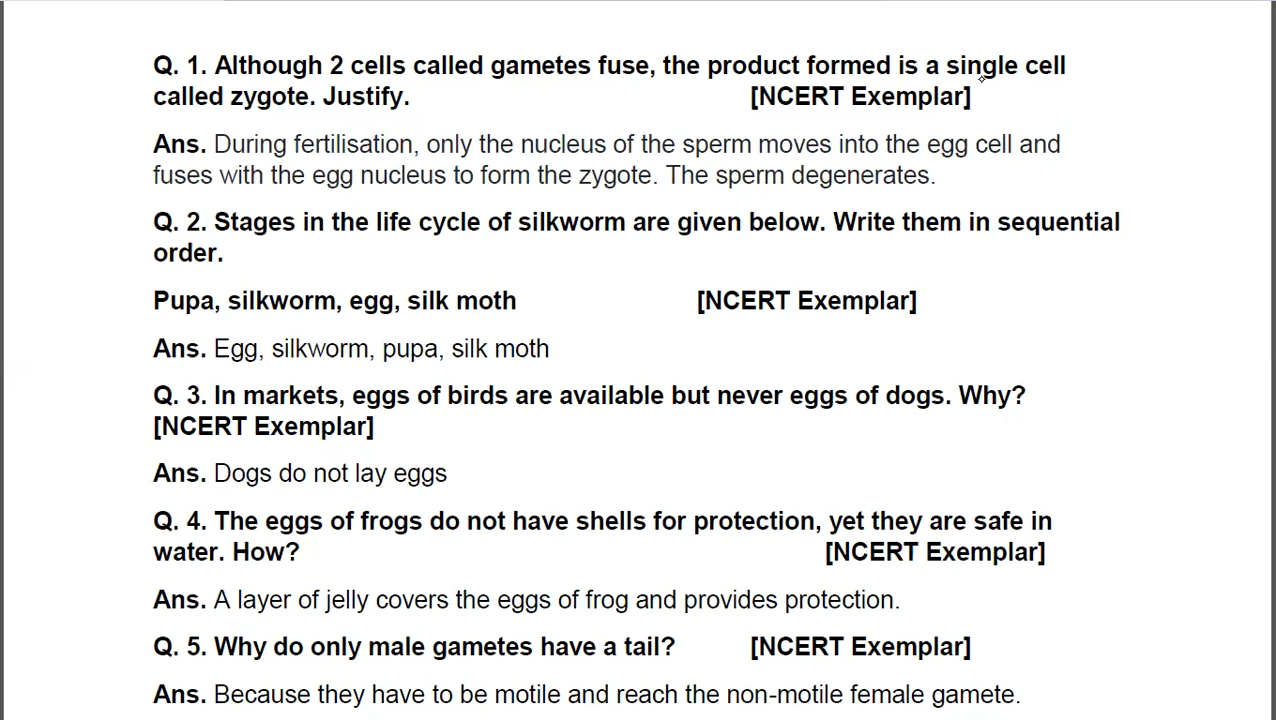 Q. 1. Although 2 cells called gametes fuse, the product formed is a single cell
called zygote. Justify. [NCERT Exemplar]
Ans. During fertilisation, only the nucleus of the sperm moves into the egg cell and
fuses with the egg nucleus to form the zygote. The sperm degenerates.
Q. 2. Stages in the life cycle of silkworm are given below. Write them in sequential
order.
Pupa, silkworm, egg, silk moth [NCERT Exemplar]
Ans. Egg, silkworm, pupa, silk moth
Q. 3. In markets, eggs of birds are available but never eggs of dogs. Why?
[NCERT Exemplar]
Ans. Dogs do not lay eggs
Q. 4. The eggs of frogs do not have shells for protection, yet they are safe in
water. How? [NCERT Exemplar]
Ans. A layer of jelly covers the eggs of frog and provides protection.
Q. 5. Why do only male gametes have a tail? [NCERT Exemplar]
Ans. Because they have to be motile and reach the non-motile female gamete.